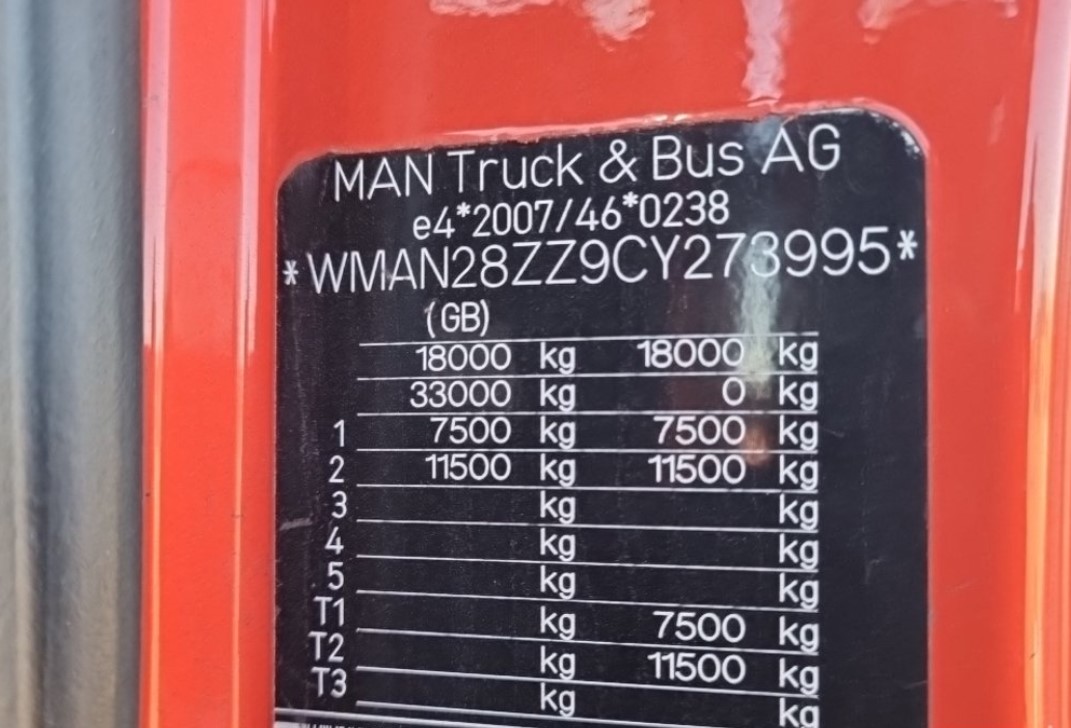 MAN Truck & Bus AG
e4*2007/46*0238
*WMAN28ZZ9CY273995*
(GB)
18000 kg 18000 kg
33000 kg 0 kg
1 7500 kg 7500 kg
2 11500 kg 11500 kg
3 kg kg
4 kg kg
5 kg kg
T1 kg 7500 kg
T2 kg 11500 kg
T3 kg kg